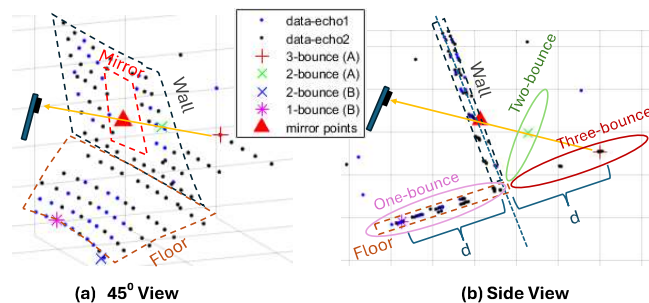 data-echo1
data-echo2
3-bounce (A)
2-bounce (A)
2-bounce (B)
1-bounce (B)
mirror points
Mirror
Wall
Floor
(a) 45⁰ View
Wall
Two-bounce
Three-bounce
One-bounce
d
d
Floor
(b) Side View